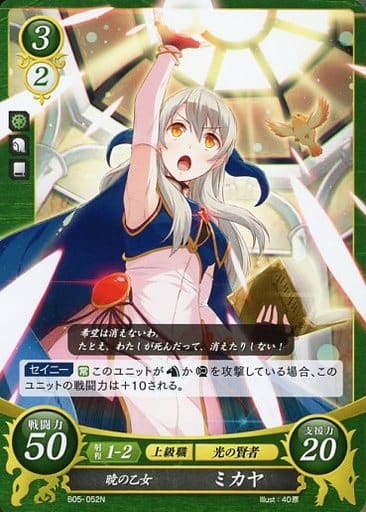 3
2
希望は消えないわ。
たとえ、わたしが死んだって、消えたりしない!
セイニー 常 このユニットが か を攻撃している場合、この
ユニットの戦闘力は+10される。
戦闘力
50
射程 1-2
上級職
光の賢者
支援力
20
暁の乙女
ミカヤ
B05-052N
Illust:40原